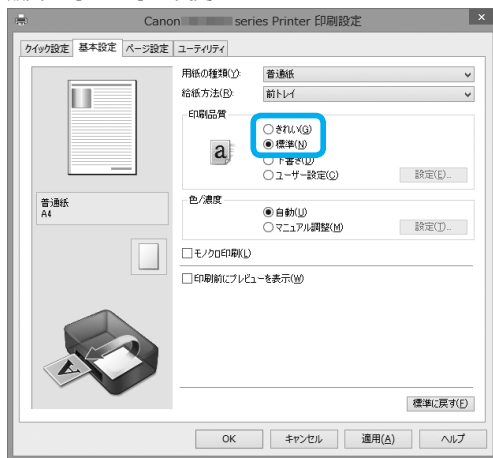 Canon series Printer 印刷設定
クイック設定 基本設定 ページ設定 ユーティリティ
用紙の種類(Y): 普通紙
給紙方法(R): 前トレイ
印刷品質
a
きれい(G)
標準(N)
下書き(D)
ユーザー設定(C) 設定(E)...
普通紙
A4
色/濃度
自動(U)
マニュアル調整(M) 設定(T)...
モノクロ印刷(L)
印刷前にプレビューを表示(W)
A
標準に戻す(F)
OK キャンセル 適用(A) ヘルプ